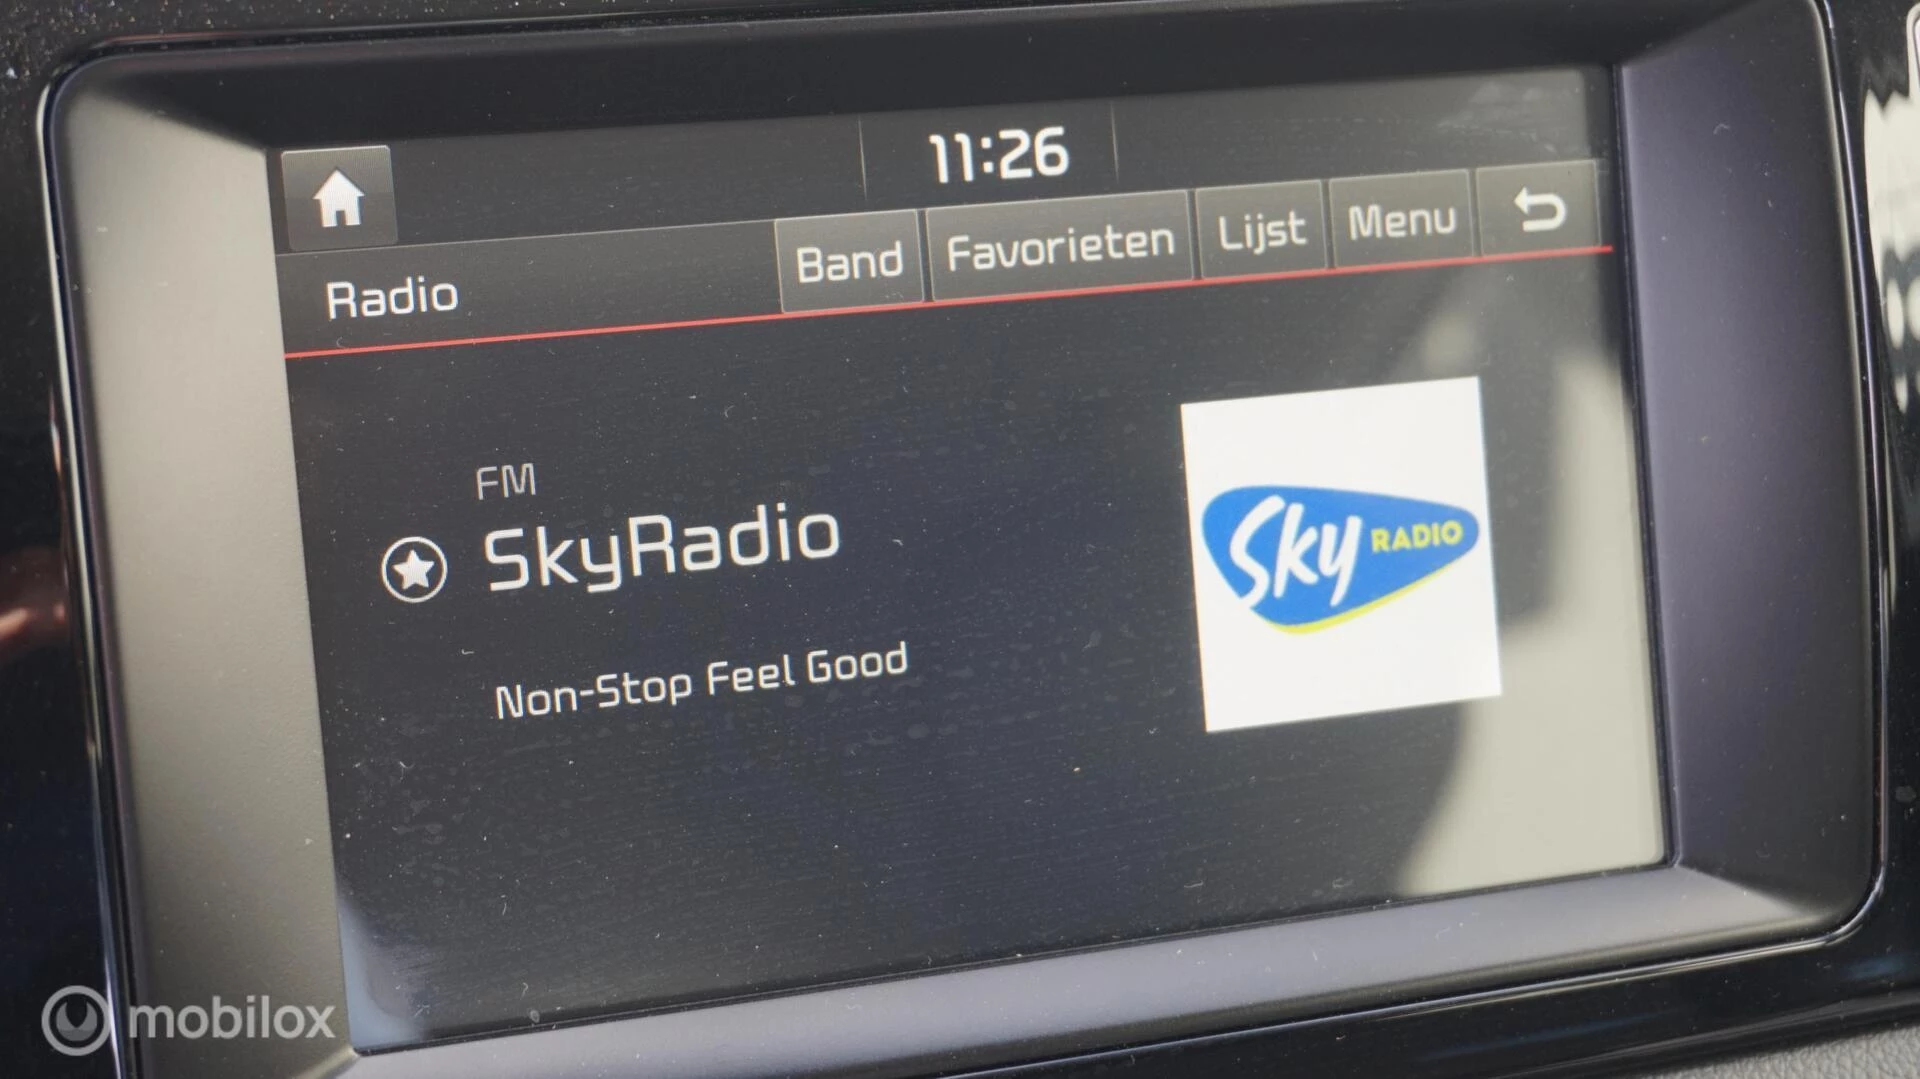 11:26
Radio
Band Favorieten Lijst Menu
FM
SkyRadio
Non-Stop Feel Good
Sky RADIO
mobilox